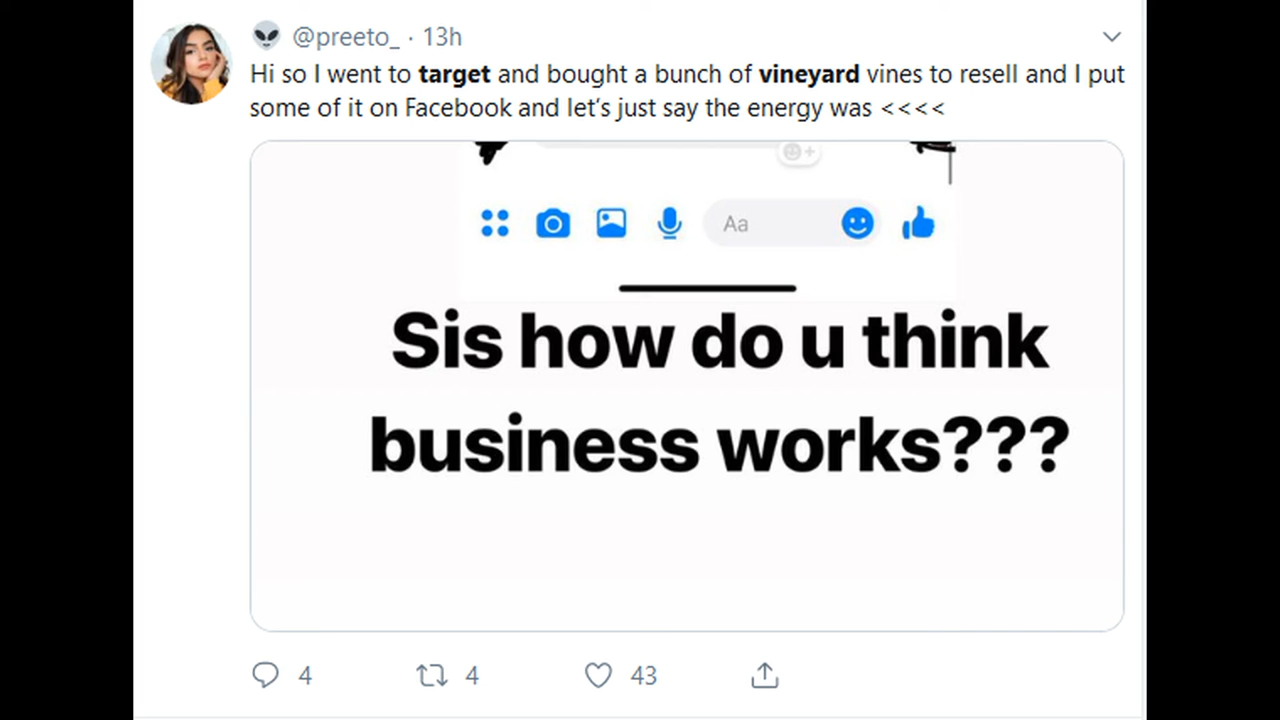 👽 @preeto_ · 13h
Hi so I went to target and bought a bunch of vineyard vines to resell and I put
some of it on Facebook and let's just say the energy was <<<<
Aa
Sis how do u think
business works???
4 4 43